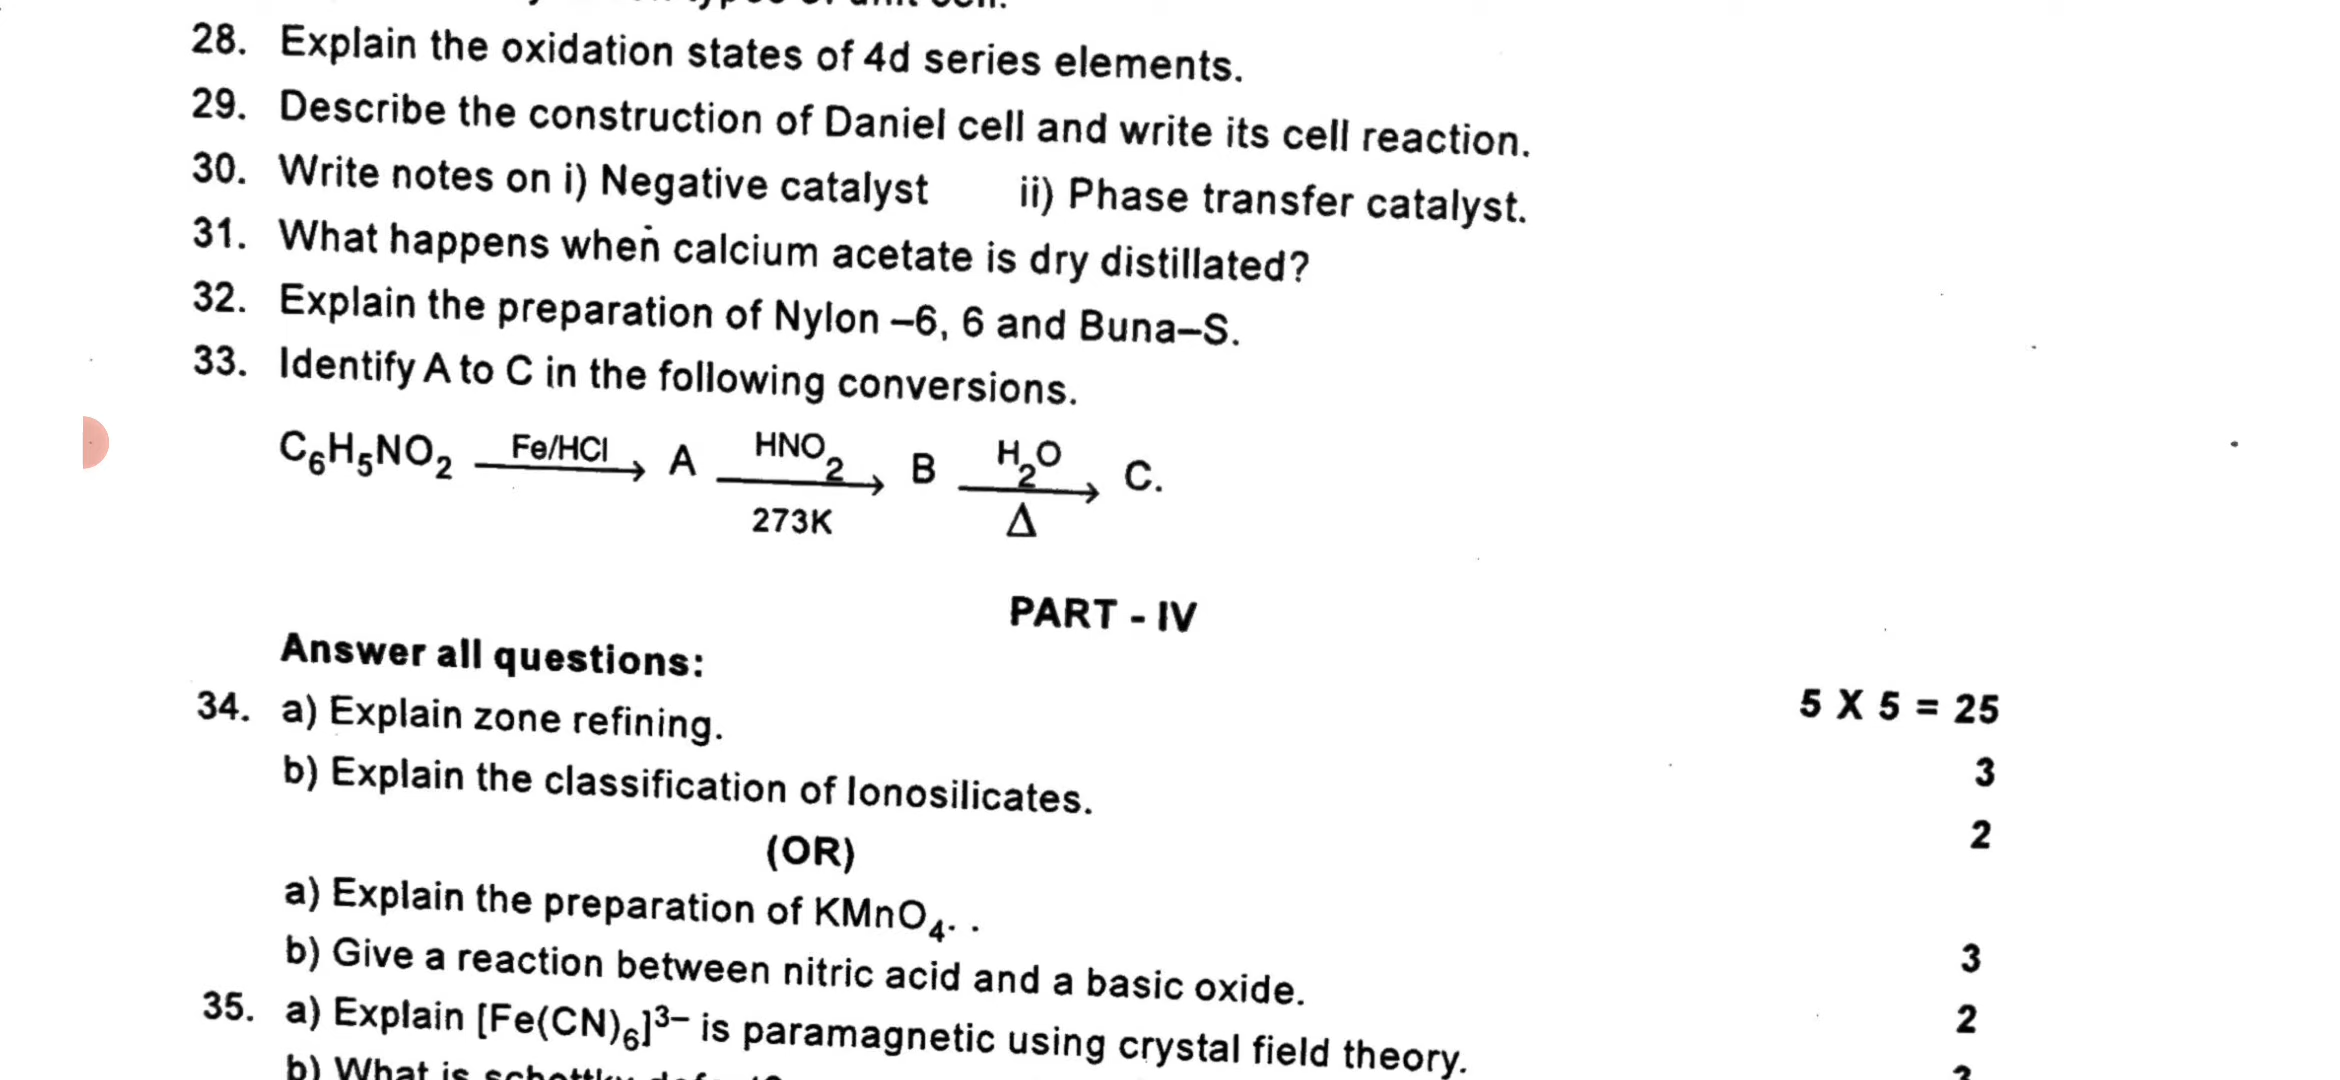 28. Explain the oxidation states of 4d series elements.
29. Describe the construction of Daniel cell and write its cell reaction.
30. Write notes on i) Negative catalyst ii) Phase transfer catalyst.
31. What happens when calcium acetate is dry distillated?
32. Explain the preparation of Nylon –6, 6 and Buna–S.
33. Identify A to C in the following conversions.
C₆H₅NO₂ —Fe/HCl→ A —HNO₂→ B —H₂O→ C.
273K Δ
PART - IV
Answer all questions:
5 X 5 = 25
34. a) Explain zone refining. 3
b) Explain the classification of Ionosilicates. 2
(OR)
a) Explain the preparation of KMnO₄. . 3
b) Give a reaction between nitric acid and a basic oxide. 2
35. a) Explain [Fe(CN)₆]³⁻ is paramagnetic using crystal field theory.
b) What is